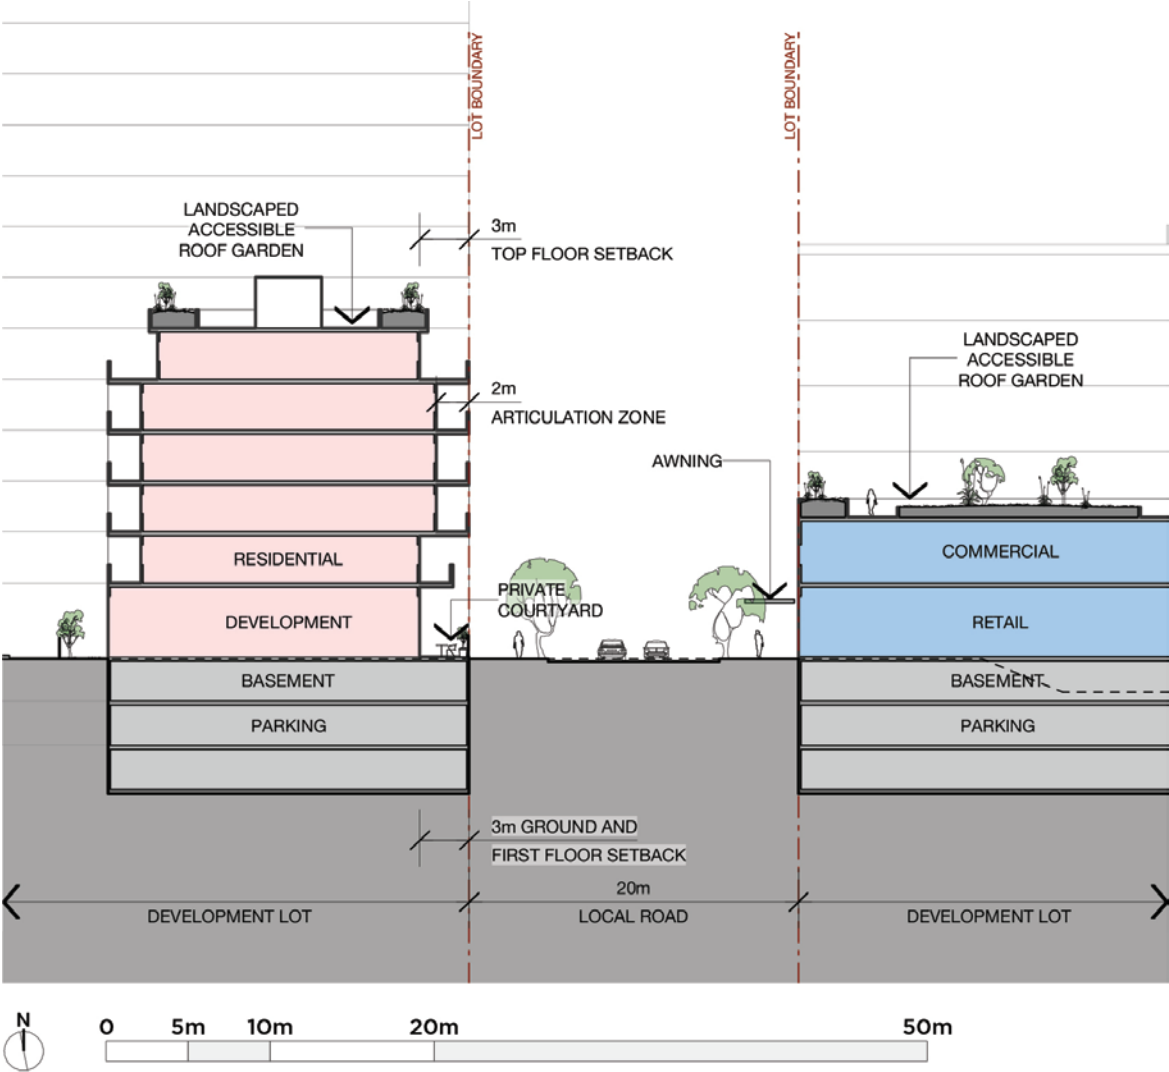 LOT BOUNDARY
LOT BOUNDARY
LANDSCAPED
ACCESSIBLE
ROOF GARDEN
3m
TOP FLOOR SETBACK
LANDSCAPED
ACCESSIBLE
ROOF GARDEN
2m
ARTICULATION ZONE
AWNING
RESIDENTIAL
DEVELOPMENT
PRIVATE
COURTYARD
COMMERCIAL
RETAIL
BASEMENT
PARKING
BASEMENT
PARKING
3m GROUND AND
FIRST FLOOR SETBACK
20m
DEVELOPMENT LOT
LOCAL ROAD
DEVELOPMENT LOT
N
0 5m 10m 20m 50m